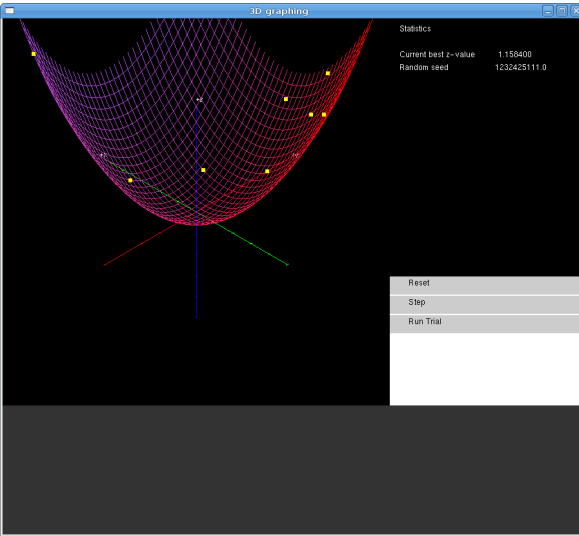 3D graphing
Statistics
Current best z-value 1.158400
Random seed 1232425111.0
+z
Reset
Step
Run Trial